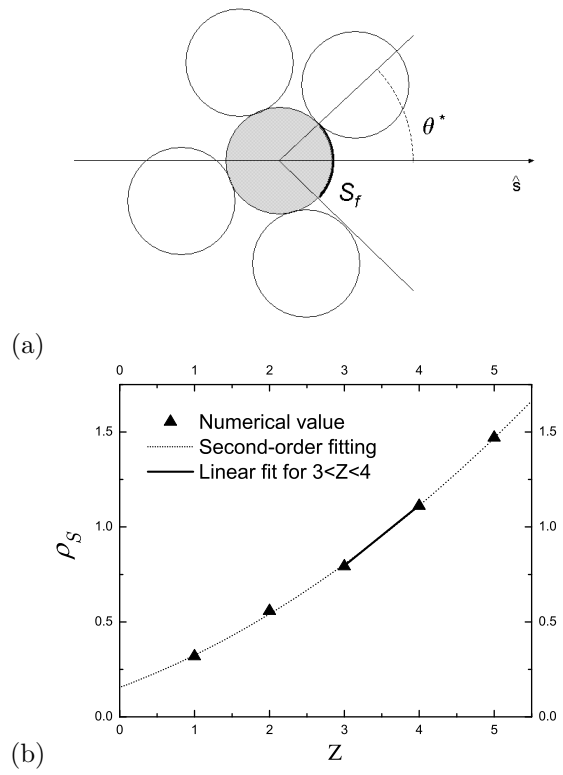 θ*
ŝ
S_f
(a)
0 1 2 3 4 5
1.5 1.5
▲ Numerical value
Second-order fitting
Linear fit for 3<Z<4
1.0 1.0
ρ_S
0.5 0.5
0.0 0.0
0 1 2 3 4 5
(b)
Z